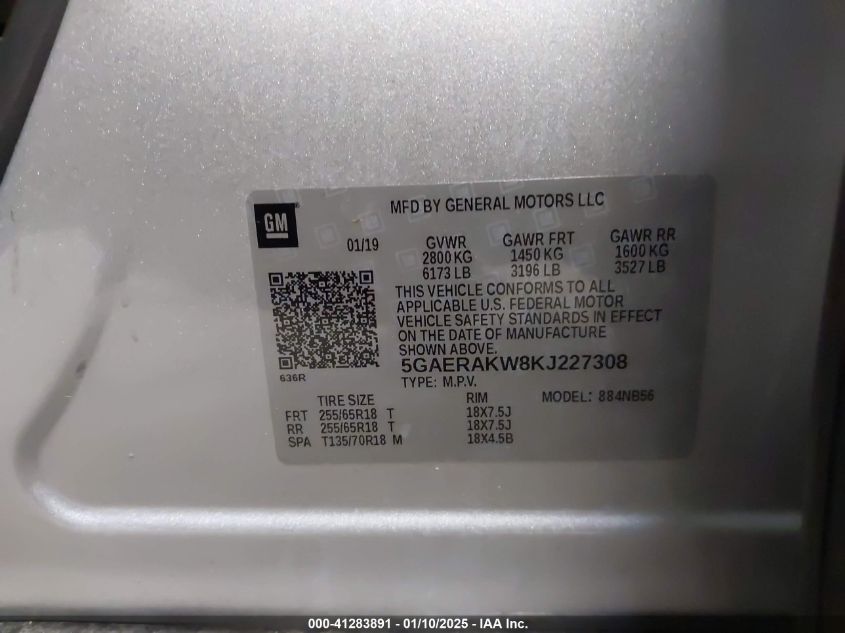 GM
MFD BY GENERAL MOTORS LLC
01/19
GVWR GAWR FRT GAWR RR
2800 KG 1450 KG 1600 KG
6173 LB 3196 LB 3527 LB
THIS VEHICLE CONFORMS TO ALL
APPLICABLE U.S. FEDERAL MOTOR
VEHICLE SAFETY STANDARDS IN EFFECT
ON THE DATE OF MANUFACTURE
SHOWN ABOVE.
5GAERAKW8KJ227308
636R
TYPE: M.P.V.
MODEL: 884NB56
TIRE SIZE RIM
FRT 255/65R18 T 18X7.5J
RR 255/65R18 T 18X7.5J
SPA T135/70R18 M 18X4.5B
000-41283891 - 01/10/2025 - IAA Inc.